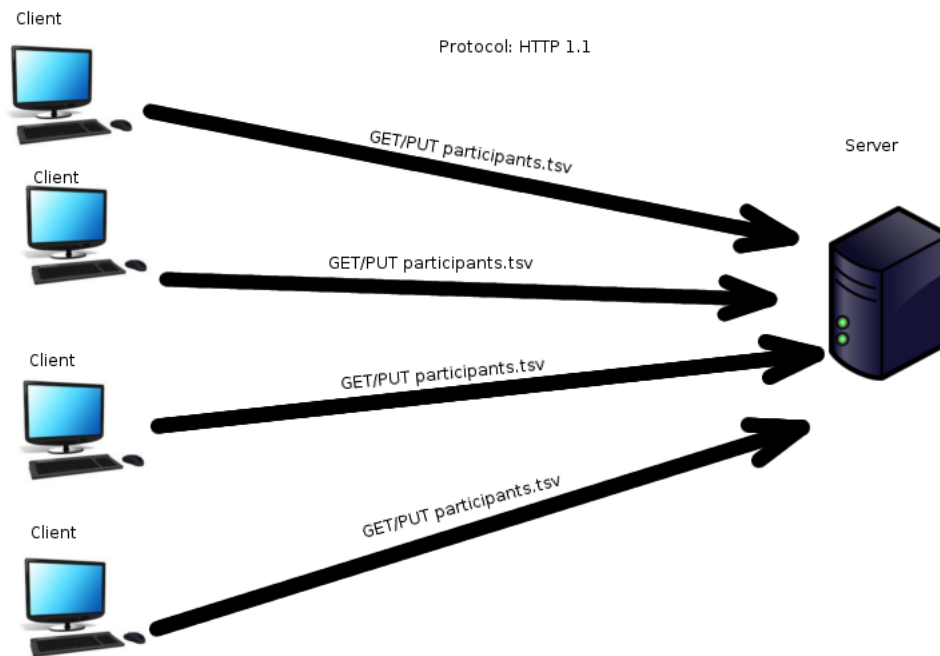 Client
Protocol: HTTP 1.1
GET/PUT participants.tsv
Server
Client
GET/PUT participants.tsv
Client
GET/PUT participants.tsv
Client
GET/PUT participants.tsv